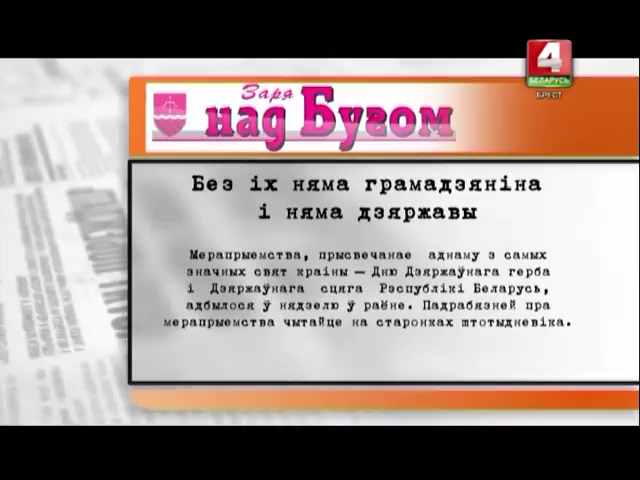 4
БЕЛАРУСЬ
БРЕСТ
Заря
над Бугом
Без іх няма грамадзяніна
і няма дзяржавы
Мерапрыемства, прысвечанае аднаму з самых
значных свят краіны — Дню Дзяржаўнага герба
і Дзяржаўнага сцяга Рэспублікі Беларусь,
адбылося ў нядзелю ў раёне. Падрабязней пра
мерапрыемства чытайце на старонках штотыднёвіка.